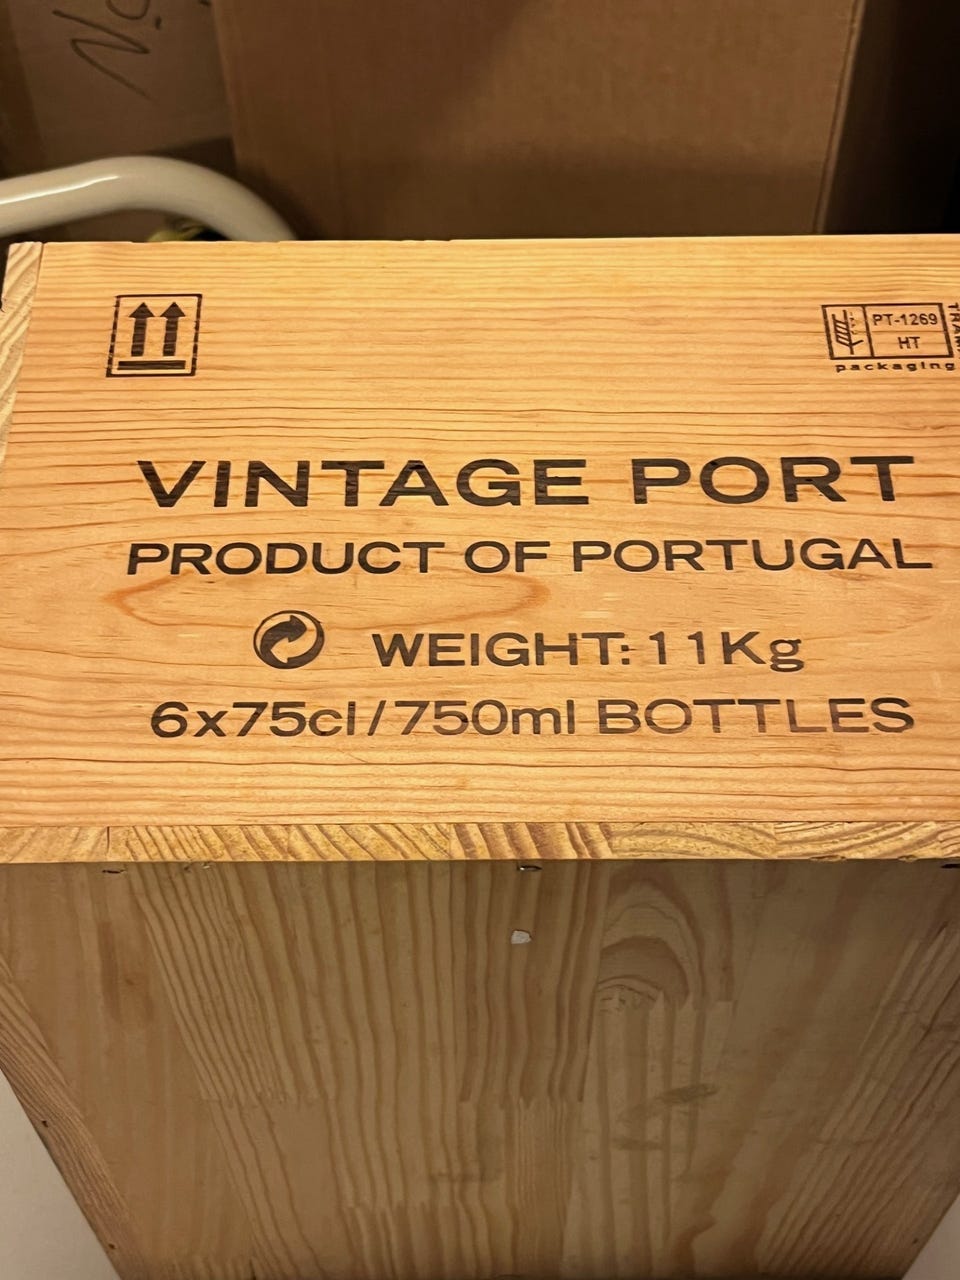 PT-1269
HT
packaging
VINTAGE PORT
PRODUCT OF PORTUGAL
WEIGHT: 11Kg
6x75cl/750ml BOTTLES